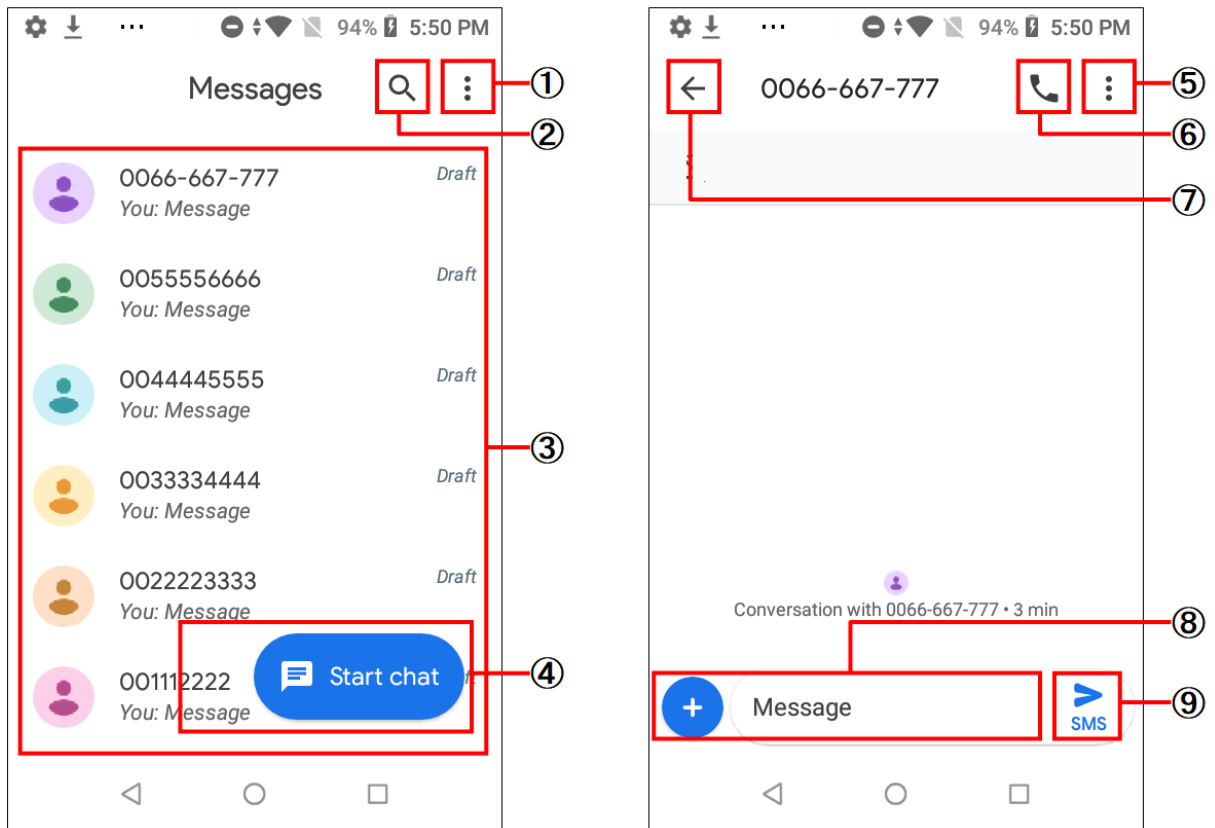 94% 5:50 PM
Messages
①
②
0066-667-777 Draft
You: Message
0055556666 Draft
You: Message
0044445555 Draft
You: Message
③
0033334444 Draft
You: Message
0022223333 Draft
You: Message
001112222
You: Message
Start chat
④
94% 5:50 PM
0066-667-777
⑤
⑥
⑦
Conversation with 0066-667-777 • 3 min
⑧
Message
SMS
⑨